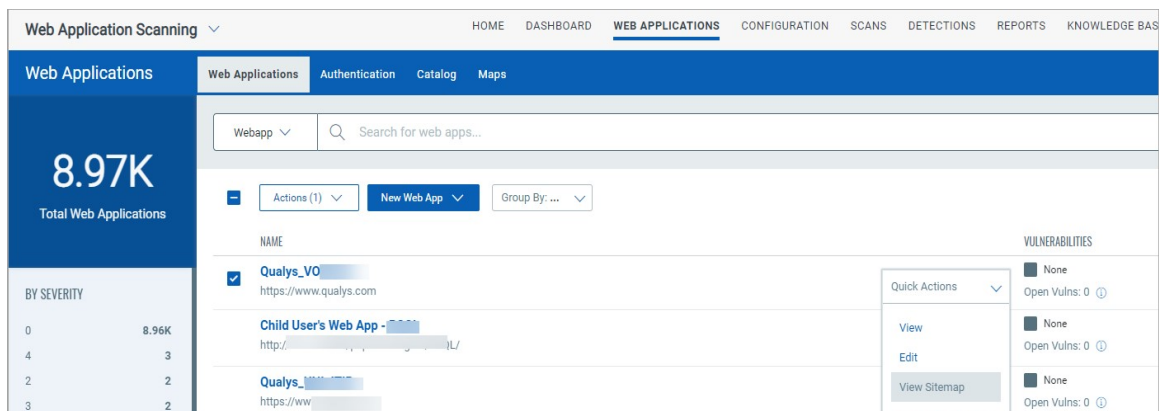 Web Application Scanning
HOME DASHBOARD WEB APPLICATIONS CONFIGURATION SCANS DETECTIONS REPORTS KNOWLEDGE BAS
Web Applications
Web Applications Authentication Catalog Maps
Webapp Search for web apps...
8.97K
Total Web Applications
Actions (1) New Web App Group By: ...
NAME VULNERABILITIES
Qualys_VO
https://www.qualys.com
Quick Actions
None
Open Vulns: 0
BY SEVERITY
0 8.96K
4 3
2 2
3 2
Child User's Web App -
http:/
L/
View
Edit
View Sitemap
None
Open Vulns: 0
Qualys_
https://ww
None
Open Vulns: 0